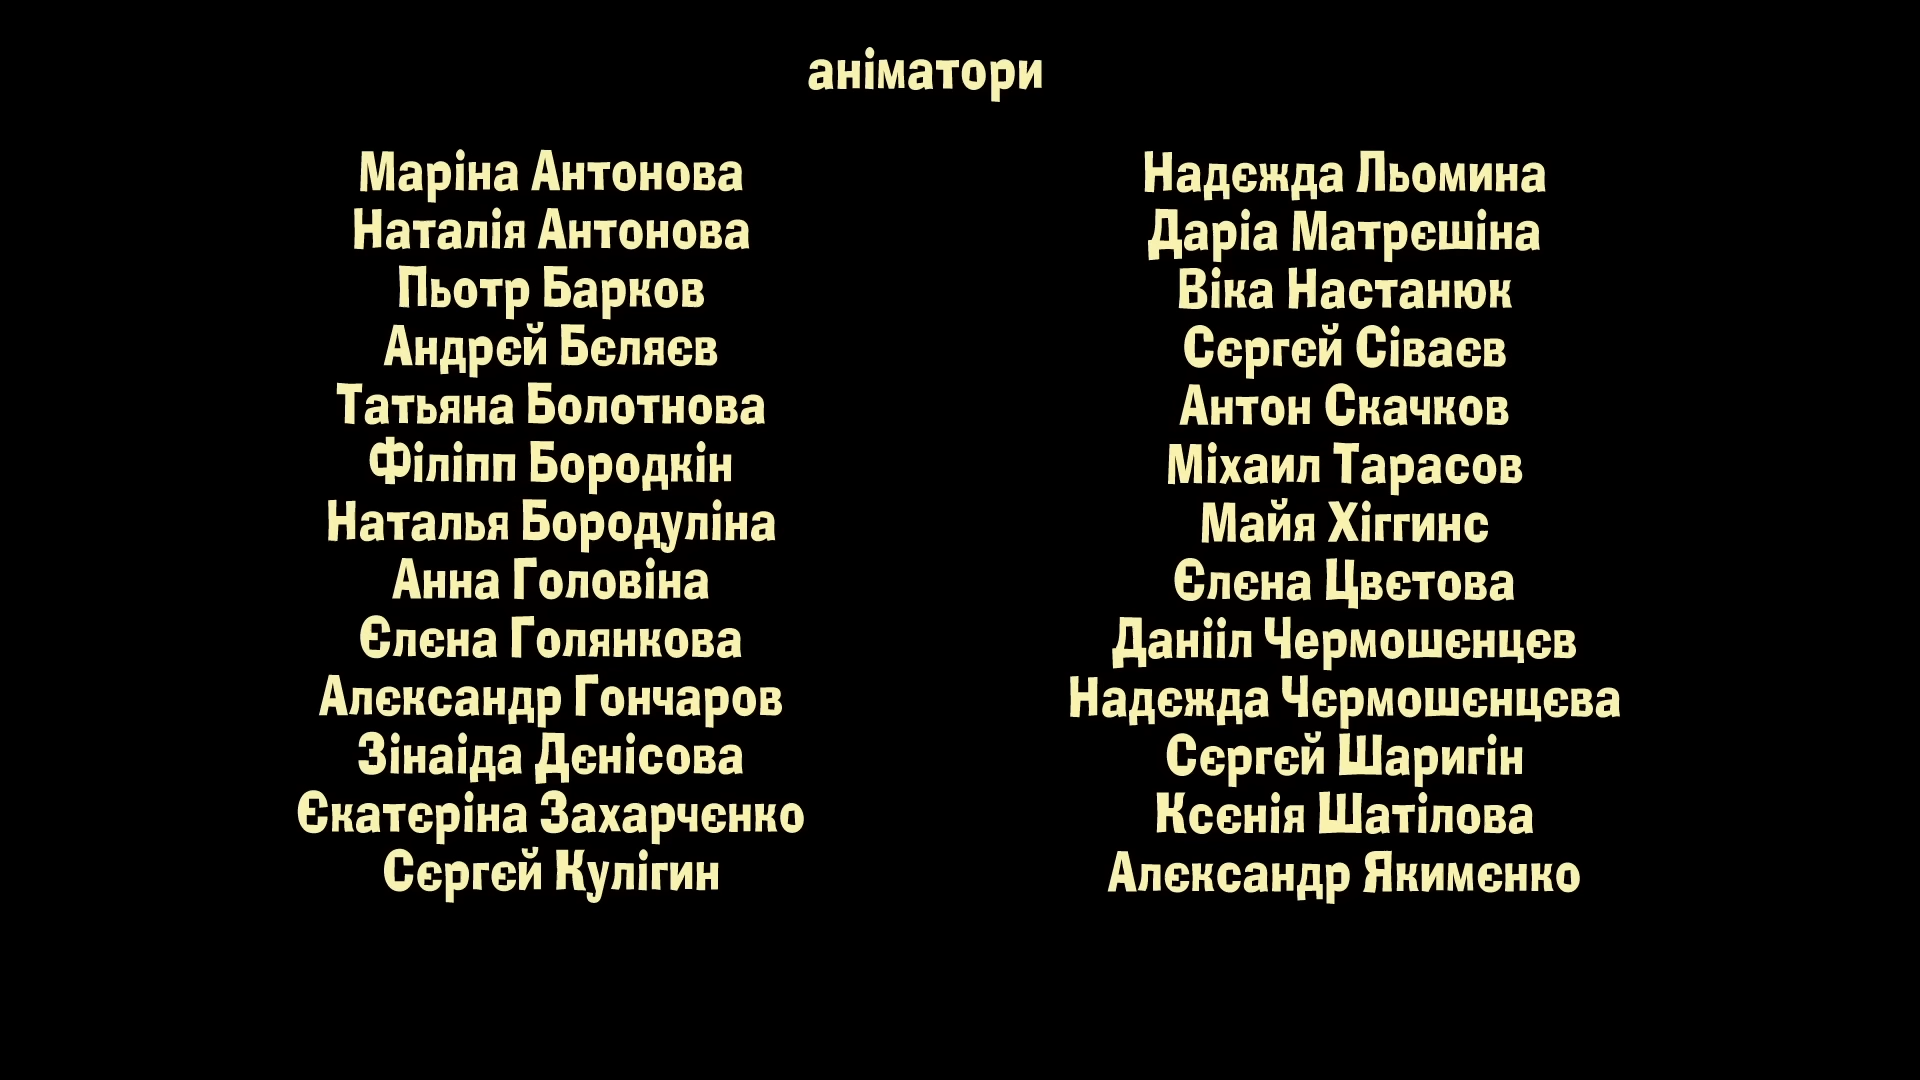 аніматори
Маріна Антонова
Наталія Антонова
Пьотр Барков
Андрєй Бєляєв
Татьяна Болотнова
Філіпп Бородкін
Наталья Бородуліна
Анна Головіна
Єлєна Голянкова
Алєксандр Гончаров
Зінаіда Дєнісова
Єкатєріна Захарчєнко
Сєргєй Кулігин
Надєжда Льомина
Даріа Матрєшіна
Віка Настанюк
Сєргєй Сіваєв
Антон Скачков
Міхаил Тарасов
Майя Хіггинс
Єлєна Цвєтова
Данііл Чермошєнцєв
Надєжда Чєрмошєнцєва
Сєргєй Шаригін
Ксєнія Шатілова
Алєксандр Якимєнко